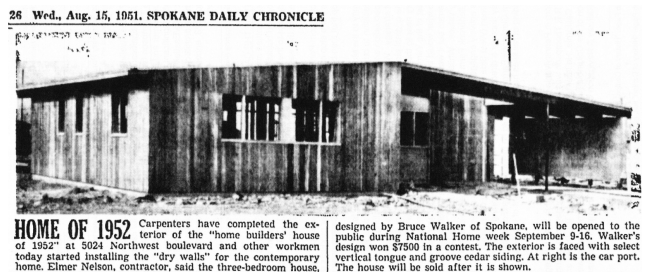 26 Wed., Aug. 15, 1951. SPOKANE DAILY CHRONICLE
HOME OF 1952 Carpenters have completed the ex-
terior of the "home builders' house
of 1952" at 5024 Northwest boulevard and other workmen
today started installing the "dry walls" for the contemporary
home. Elmer Nelson, contractor, said the three-bedroom house,
designed by Bruce Walker of Spokane, will be opened to the
public during National Home week September 9-16. Walker's
design won $7500 in a contest. The exterior is faced with select
vertical tongue and groove cedar siding. At right is the car port.
The house will be sold after it is shown.